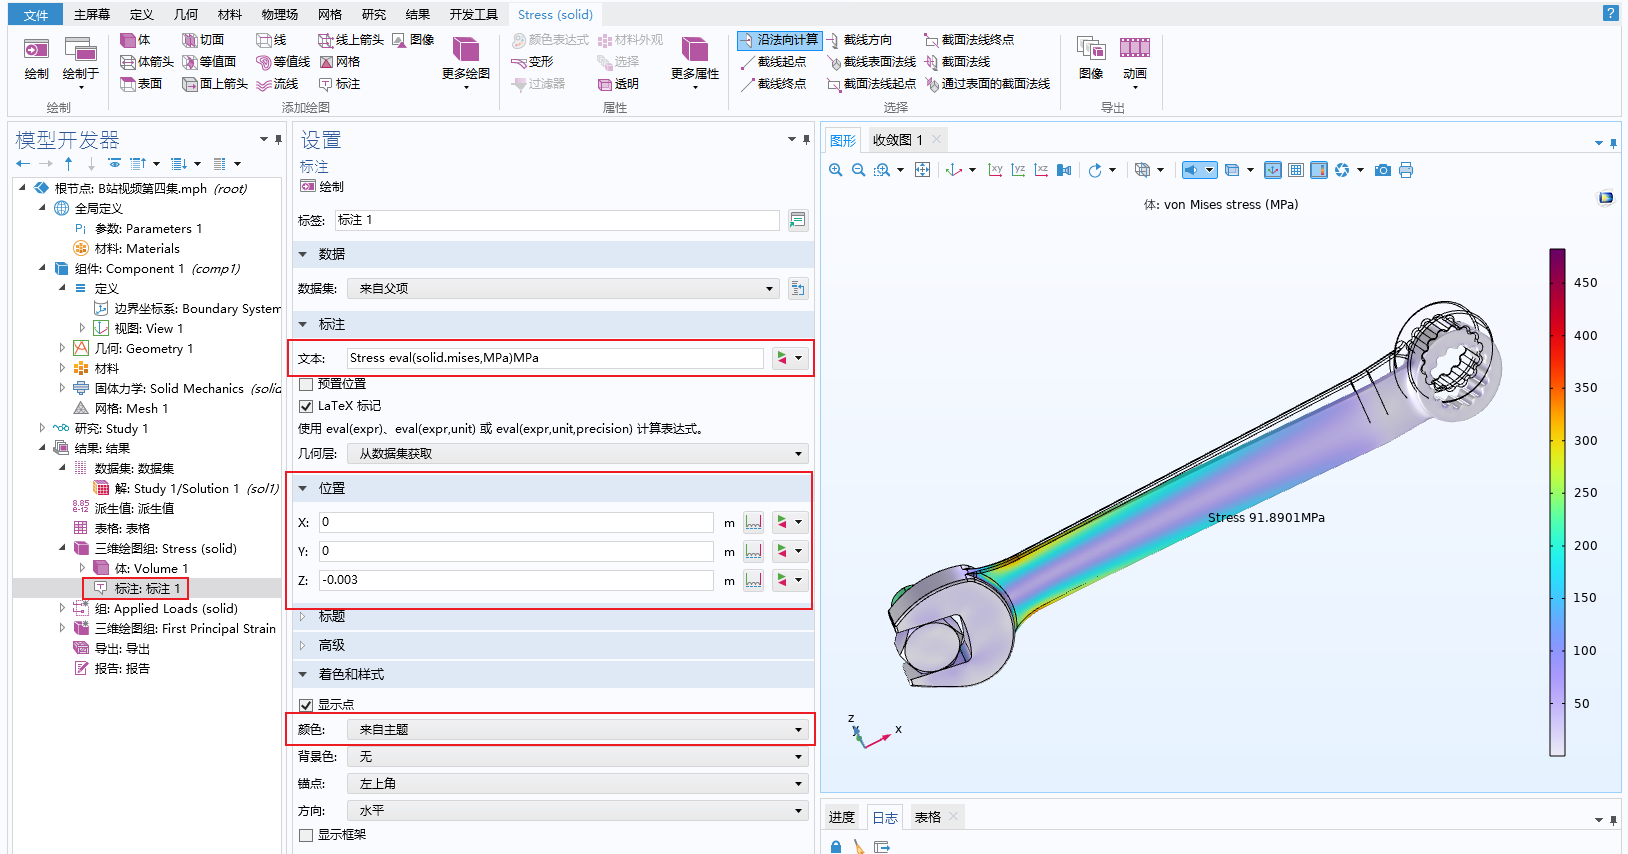 文件 主屏幕 定义 几何 材料 物理场 网格 研究 结果 开发工具 Stress (solid) ?
体 切面 线 线上箭头 图像 颜色表达式 材料外观 沿法向计算 截线方向 截面法线终点
绘制 绘制于 体箭头 等值面 等值线 网格 更多绘图 变形 选择 更多属性 截线起点 截线表面法线 截面法线 图像 动画
表面 面上箭头 流线 标注 过滤器 透明 截线终点 截面法线起点 通过表面的截面法线
绘制 添加绘图 属性 选择 导出
模型开发器
根节点: B站视频第四集.mph (root)
全局定义
Pi 参数: Parameters 1
材料: Materials
组件: Component 1 (comp1)
定义
边界坐标系: Boundary System
视图: View 1
几何: Geometry 1
材料
固体力学: Solid Mechanics (solid
网格: Mesh 1
研究: Study 1
结果: 结果
数据集: 数据集
解: Study 1/Solution 1 (sol1)
8.85
e-12 派生值: 派生值
表格: 表格
三维绘图组: Stress (solid)
体: Volume 1
标注: 标注 1
组: Applied Loads (solid)
三维绘图组: First Principal Strain
导出: 导出
报告: 报告
设置
标注
绘制
标签: 标注 1
数据
数据集: 来自父项
标注
文本: Stress eval(solid.mises,MPa)MPa
预置位置
LaTeX 标记
使用 eval(expr)、eval(expr,unit) 或 eval(expr,unit,precision) 计算表达式。
几何层: 从数据集获取
位置
X: 0 m
Y: 0 m
Z: -0.003 m
标题
高级
着色和样式
显示点
颜色: 来自主题
背景色: 无
锚点: 左上角
方向: 水平
显示框架
图形 收敛图 1
xy yz xz
体: von Mises stress (MPa)
450
400
350
300
250
200
150
100
50
Stress 91.8901MPa
z
y
x
进度 日志 表格